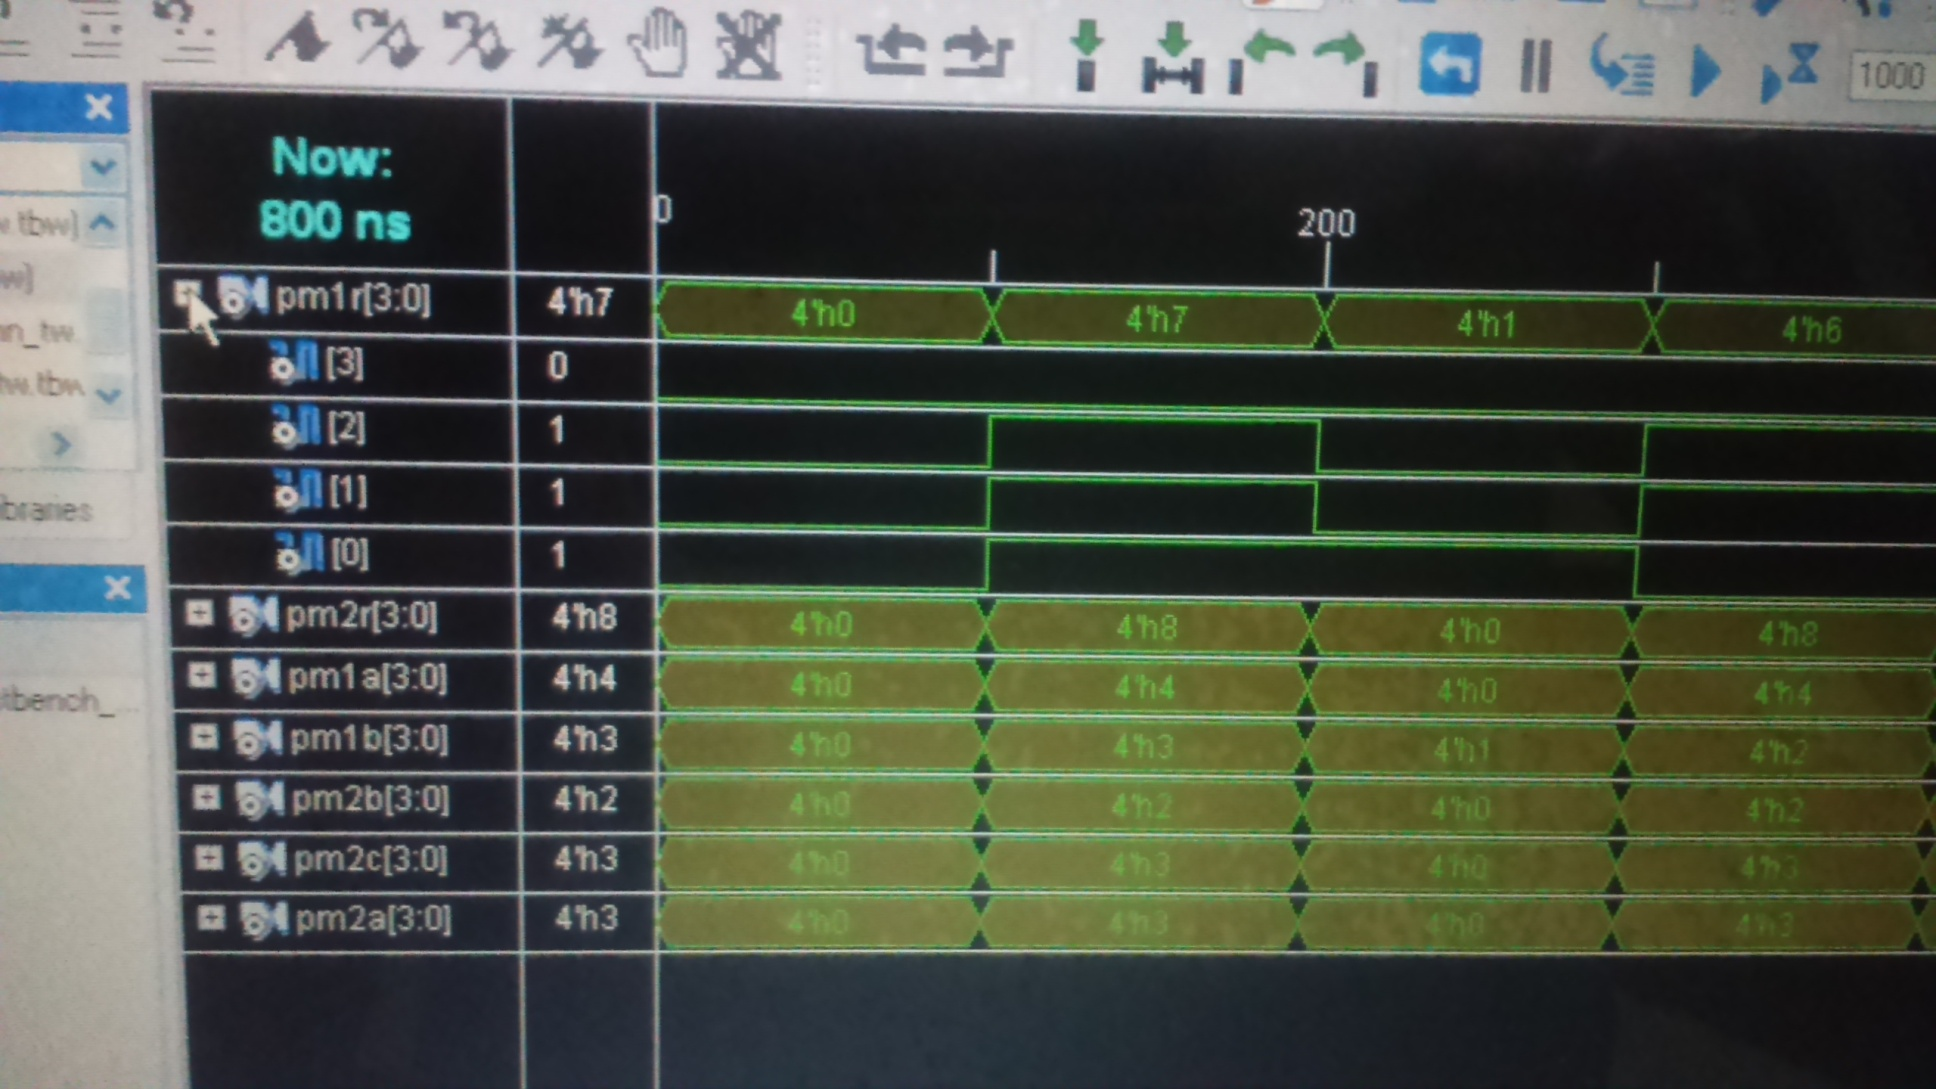 1000
Now:
800 ns
0
200
w.tbw]
w]
n_tw.
tw.tbw
braries
tbench_...
pm1r[3:0] 4'h7 4'h0 4'h7 4'h1 4'h6
[3] 0
[2] 1
[1] 1
[0] 1
pm2r[3:0] 4'h8 4'h0 4'h8 4'h0 4'h8
pm1a[3:0] 4'h4 4'h0 4'h4 4'h0 4'h4
pm1b[3:0] 4'h3 4'h0 4'h3 4'h1 4'h2
pm2b[3:0] 4'h2 4'h0 4'h2 4'h0 4'h2
pm2c[3:0] 4'h3 4'h0 4'h3 4'h0 4'h3
pm2a[3:0] 4'h3 4'h0 4'h3 4'h0 4'h3